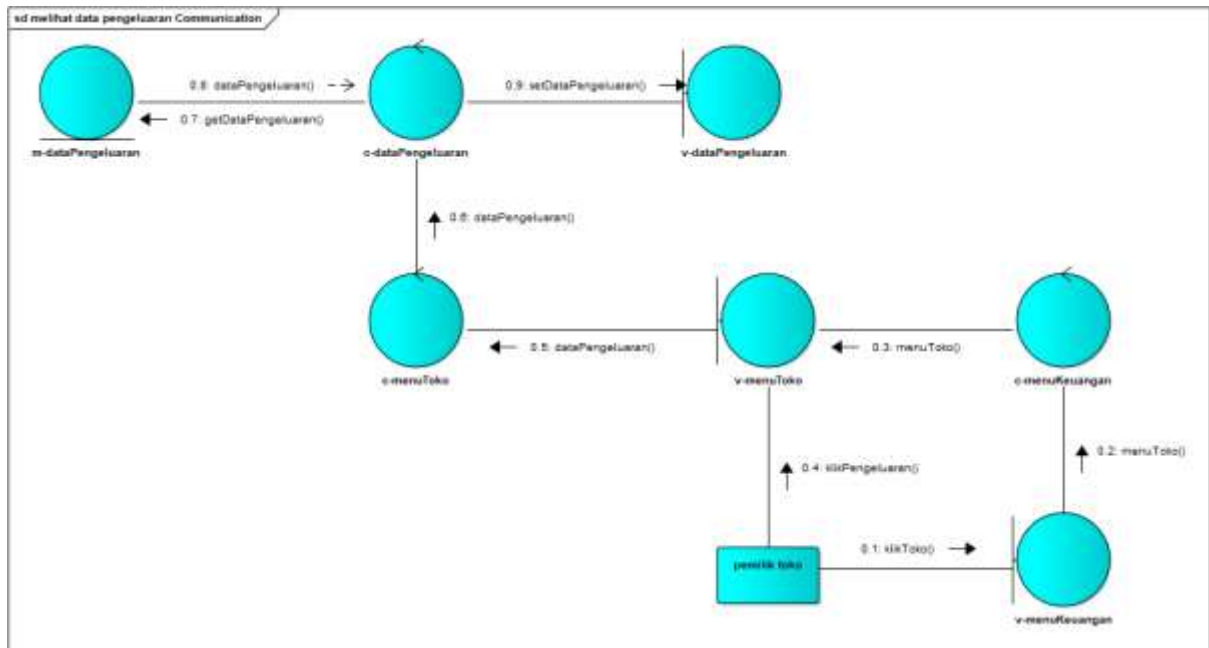 sd melihat data pengeluaran Communication
0.8: dataPengeluaran()
0.9: setDataPengeluaran()
0.7: getDataPengeluaran()
m-dataPengeluaran
c-dataPengeluaran
v-dataPengeluaran
0.6: dataPengeluaran()
0.5: dataPengeluaran()
0.3: menuToko()
c-menuToko
v-menuToko
c-menuKeuangan
0.2: menuToko()
0.4: klikPengeluaran()
0.1: klikToko()
pemilik toko
v-menuKeuangan